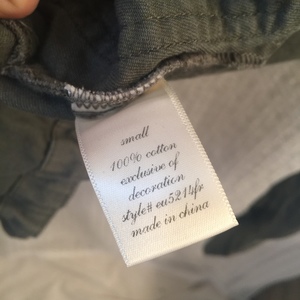 small
100% cotton
exclusive of
decoration
style# eu5214fr
made in china